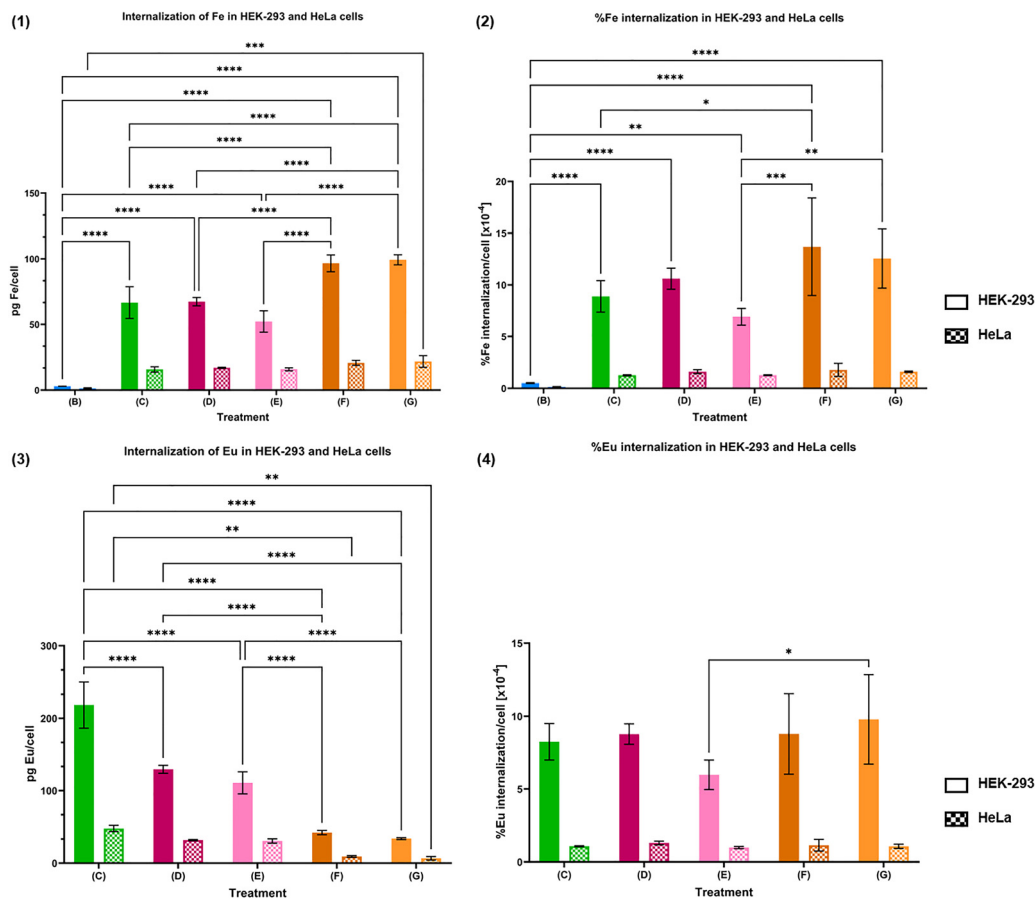 (1)
Internalization of Fe in HEK-293 and HeLa cells
***
****
****
****
****
****
****
****
****
****
****
****
pg Fe/cell
150
100
50
0
(B)
(C)
(D)
(E)
(F)
(G)
Treatment
(2)
%Fe internalization in HEK-293 and HeLa cells
****
****
*
**
****
**
****
***
%Fe internalization/cell [x10⁻⁴]
20
15
10
5
0
(B)
(C)
(D)
(E)
(F)
(G)
Treatment
HEK-293
HeLa
(3)
Internalization of Eu in HEK-293 and HeLa cells
**
****
**
****
****
****
****
****
****
****
pg Eu/cell
300
200
100
0
(C)
(D)
(E)
(F)
(G)
Treatment
(4)
%Eu internalization in HEK-293 and HeLa cells
*
%Eu internalization/cell [x10⁻⁴]
15
10
5
0
(C)
(D)
(E)
(F)
(G)
Treatment
HEK-293
HeLa